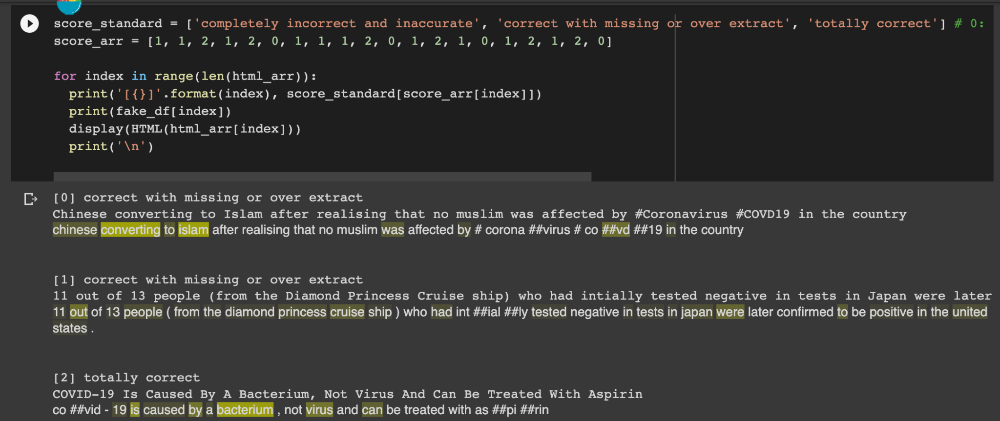 score_standard = ['completely incorrect and inaccurate', 'correct with missing or over extract', 'totally correct'] # 0:
score_arr = [1, 1, 2, 1, 2, 0, 1, 1, 1, 2, 0, 1, 2, 1, 0, 1, 2, 1, 2, 0]
for index in range(len(html_arr)):
print('[{}]'.format(index), score_standard[score_arr[index]])
print(fake_df[index])
display(HTML(html_arr[index]))
print('\n')
[0] correct with missing or over extract
Chinese converting to Islam after realising that no muslim was affected by #Coronavirus #COVD19 in the country
chinese converting to islam after realising that no muslim was affected by # corona ##virus # co ##vd ##19 in the country
[1] correct with missing or over extract
11 out of 13 people (from the Diamond Princess Cruise ship) who had intially tested negative in tests in Japan were later
11 out of 13 people ( from the diamond princess cruise ship ) who had int ##ial ##ly tested negative in tests in japan were later confirmed to be positive in the united
states .
[2] totally correct
COVID-19 Is Caused By A Bacterium, Not Virus And Can Be Treated With Aspirin
co ##vid - 19 is caused by a bacterium , not virus and can be treated with as ##pi ##rin